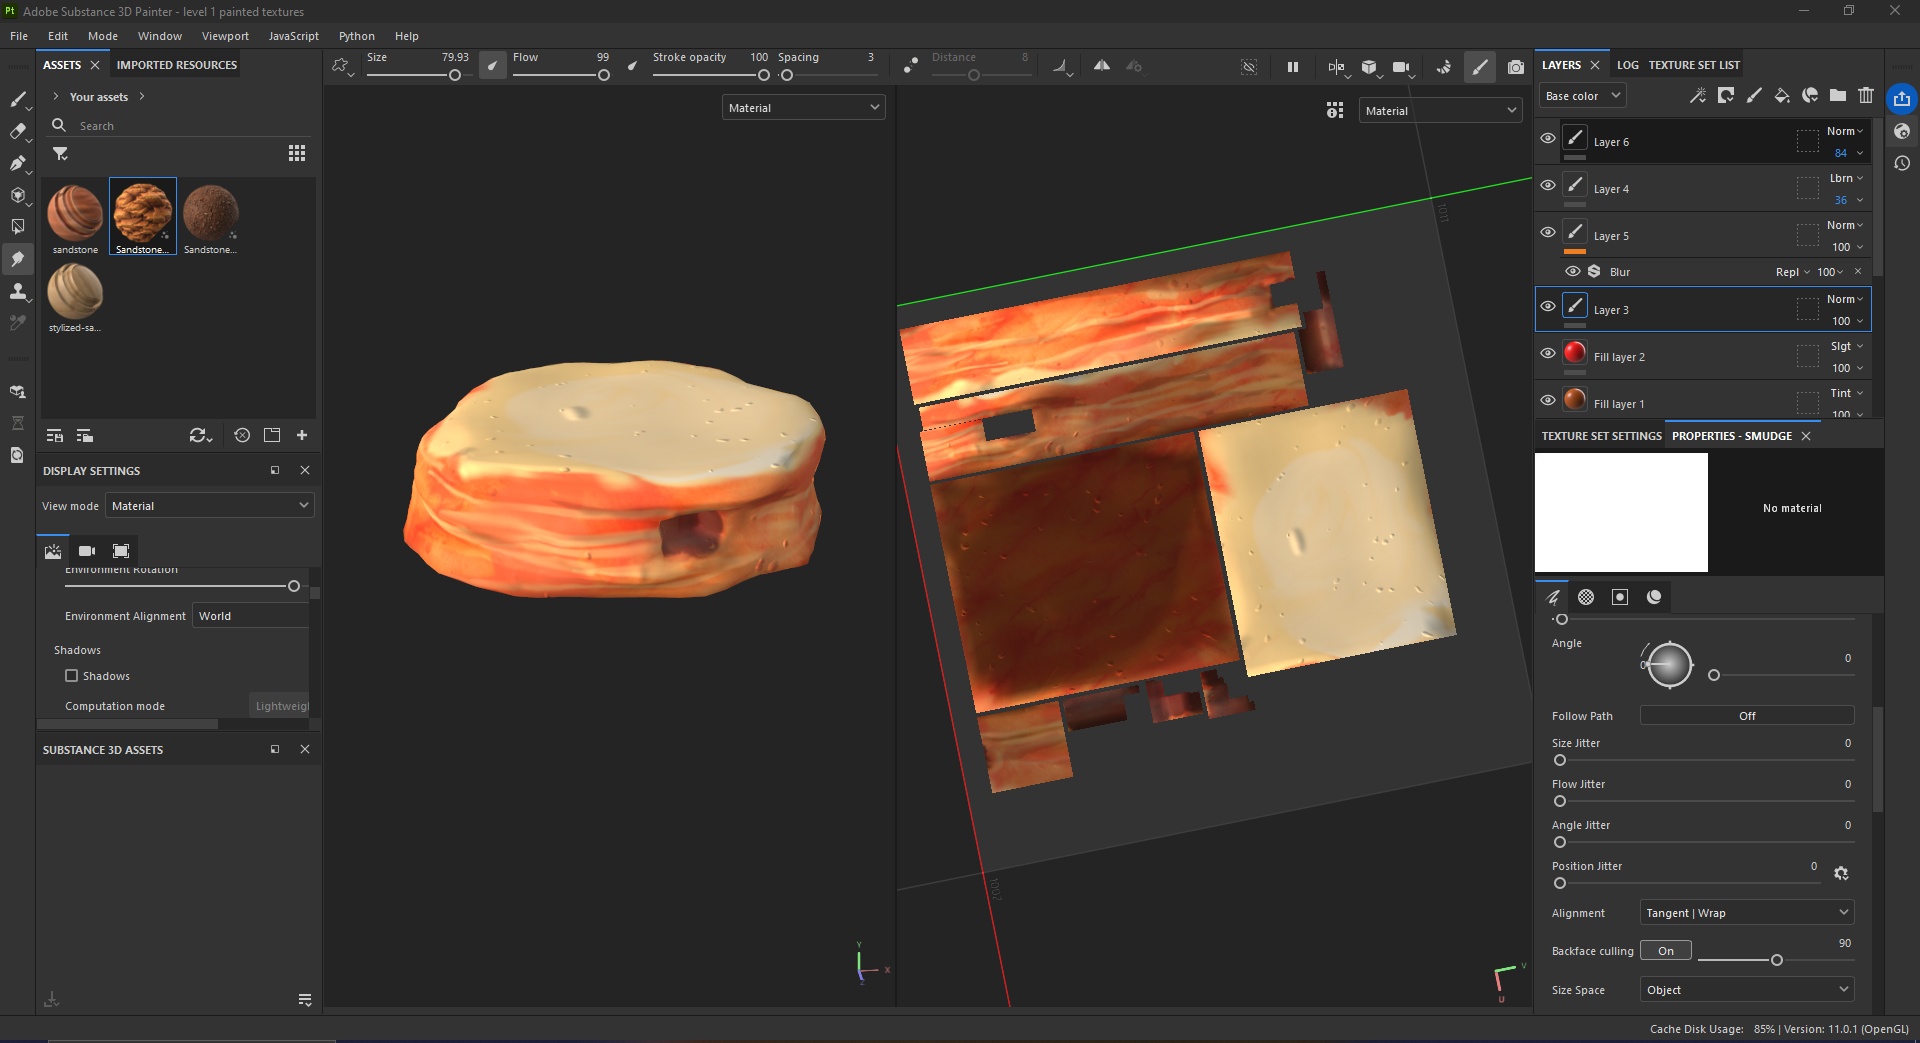 Pt Adobe Substance 3D Painter - level 1 painted textures
File Edit Mode Window Viewport JavaScript Python Help
ASSETS IMPORTED RESOURCES
Size 79.93 Flow 99 Stroke opacity 100 Spacing 3 Distance 8
Your assets
Search
sandstone Sandstone... Sandstone...
stylized-sa...
DISPLAY SETTINGS
View mode Material
Environment Rotation
Environment Alignment World
Shadows
Shadows
Computation mode Lightweigh
SUBSTANCE 3D ASSETS
Material
Y
X
Z
Material
1011
1002
V
U
LAYERS LOG TEXTURE SET LIST
Base color
Layer 6 Norm
84
Layer 4 Lbrn
36
Layer 5 Norm
100
Blur Repl 100
Layer 3 Norm
100
Fill layer 2 Slgt
100
Fill layer 1 Tint
100
TEXTURE SET SETTINGS PROPERTIES - SMUDGE
No material
Angle 0 0
Follow Path Off
Size Jitter 0
Flow Jitter 0
Angle Jitter 0
Position Jitter 0
Alignment Tangent | Wrap
Backface culling On 90
Size Space Object
Cache Disk Usage: 85% | Version: 11.0.1 (OpenGL)